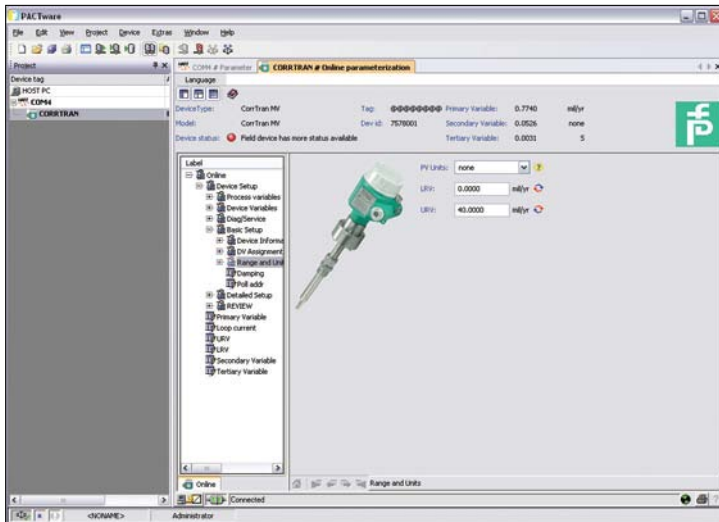 PACTware
File Edit View Project Device Extras Window Help
Project
Device tag
HOST PC
COM4
CORRTRAN
COM4 # Parameter CORRTRAN # Online parameterization
Language
DeviceType: CorrTran MV Tag: @@@@@@@@ Primary Variable: 0.7740 mil/yr
Model: CorrTran MV Dev id: 7578001 Secondary Variable: 0.0526 none
Device status: Field device has more status available Tertiary Variable: 0.0031 S
Label
Online
Device Setup
Process variables
Device Variables
Diag/Service
Basic Setup
Device Informa
DV Assignment
Range and Unit
Damping
Poll addr
Detailed Setup
REVIEW
Primary Variable
Loop current
URV
LRV
Secondary Variable
Tertiary Variable
PV Units: none
LRV: 0.0000 mil/yr
URV: 40.0000 mil/yr
Online
Range and Units
Connected
<NONAME> Administrator